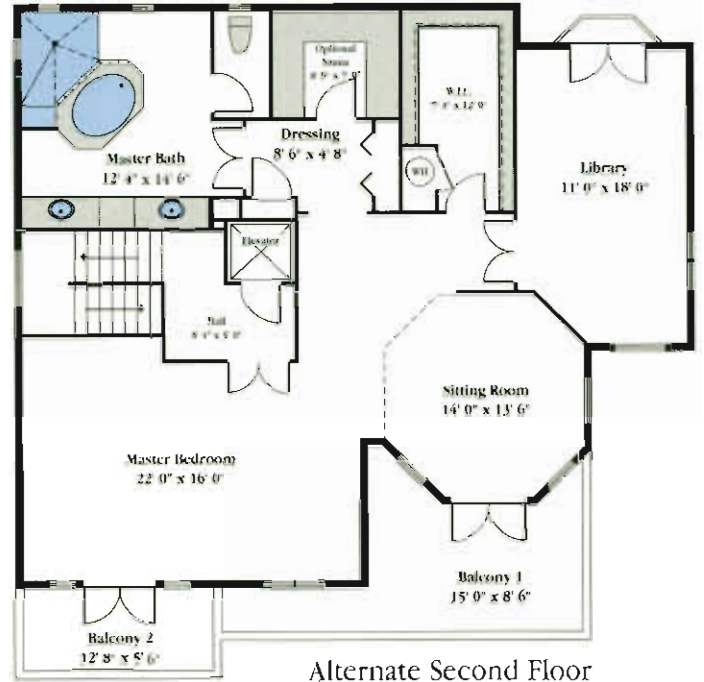 Optional
Sauna
Dressing
8' 6" x 4' 8"
W.I.C.
WH
Master Bath
12' 4" x 14' 6"
Library
11' 0" x 18' 0"
Elevator
Hall
Sitting Room
14' 0" x 13' 6"
Master Bedroom
22' 0" x 16' 0"
Balcony 1
15' 0" x 8' 6"
Balcony 2
12' 8" x 5' 6"
Alternate Second Floor